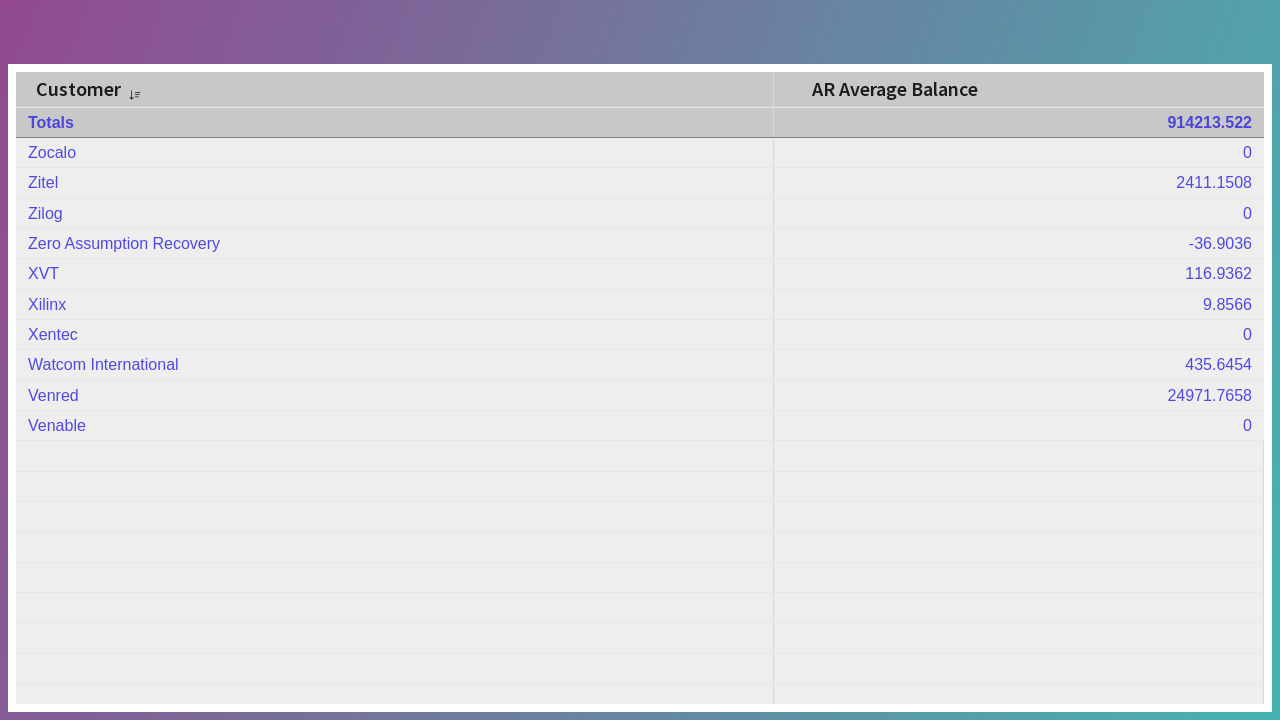 Customer AR Average Balance
Totals 914213.522
Zocalo 0
Zitel 2411.1508
Zilog 0
Zero Assumption Recovery -36.9036
XVT 116.9362
Xilinx 9.8566
Xentec 0
Watcom International 435.6454
Venred 24971.7658
Venable 0